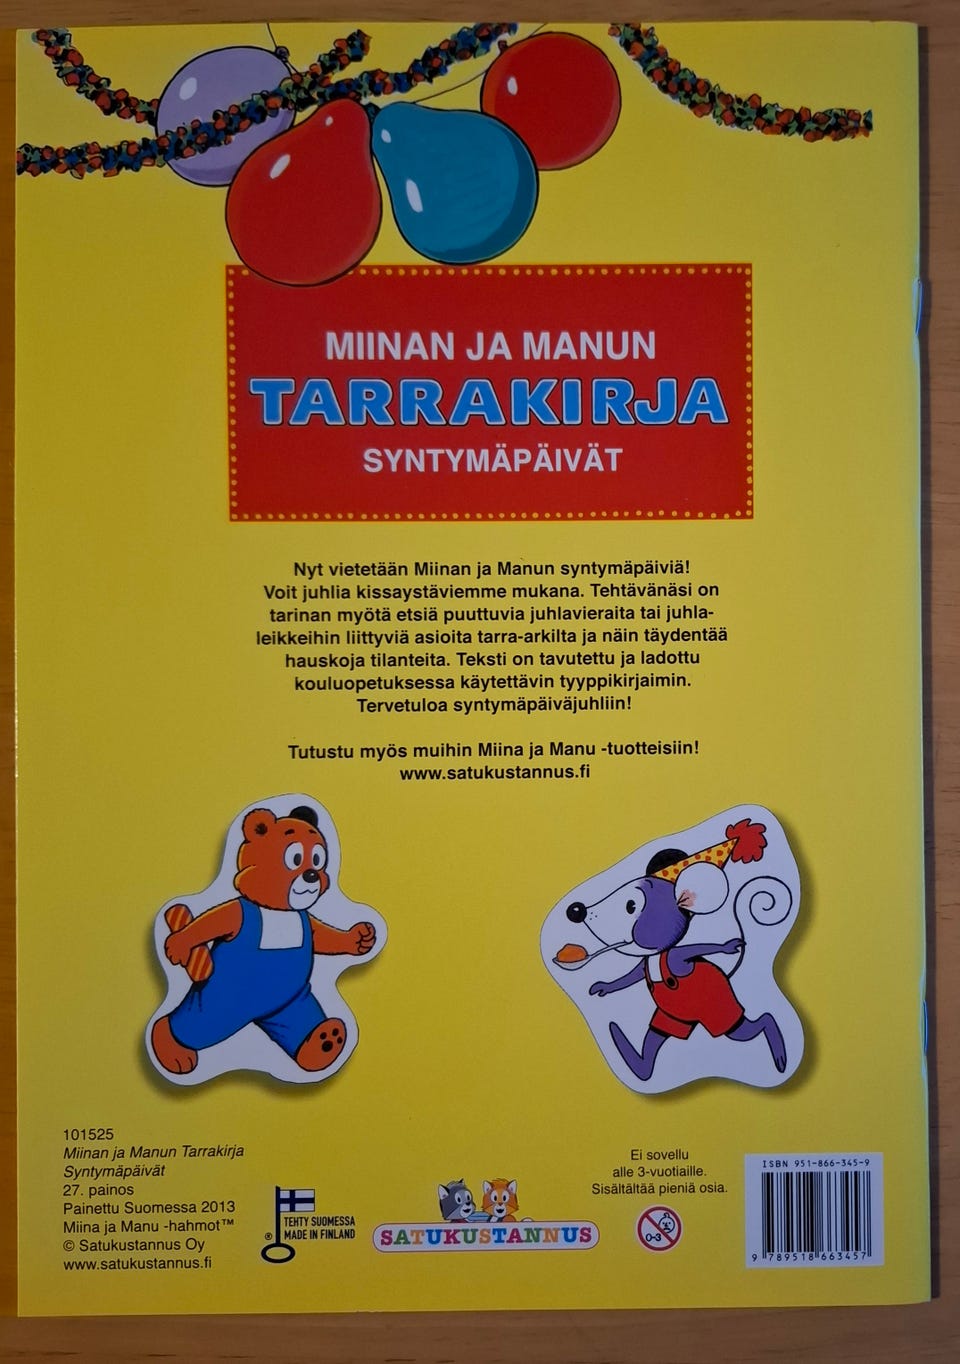 MIINAN JA MANUN
TARRAKIRJA
SYNTYMÄPÄIVÄT
Nyt vietetään Miinan ja Manun syntymäpäiviä!
Voit juhlia kissaystäviemme mukana. Tehtävänäsi on
tarinan myötä etsiä puuttuvia juhlavieraita tai juhla-
leikkeihin liittyviä asioita tarra-arkilta ja näin täydentää
hauskoja tilanteita. Teksti on tavutettu ja ladottu
kouluopetuksessa käytettävin tyyppikirjaimin.
Tervetuloa syntymäpäiväjuhliin!
Tutustu myös muihin Miina ja Manu -tuotteisiin!
www.satukustannus.fi
101525
Miinan ja Manun Tarrakirja
Syntymäpäivät
27. painos
Painettu Suomessa 2013
Miina ja Manu -hahmot™
© Satukustannus Oy
www.satukustannus.fi
®
TEHTY SUOMESSA
MADE IN FINLAND
SATUKUSTANNUS
Ei sovellu
alle 3-vuotiaille.
Sisältältää pieniä osia.
0-3
ISBN 951-866-345-9
9 789518 663457